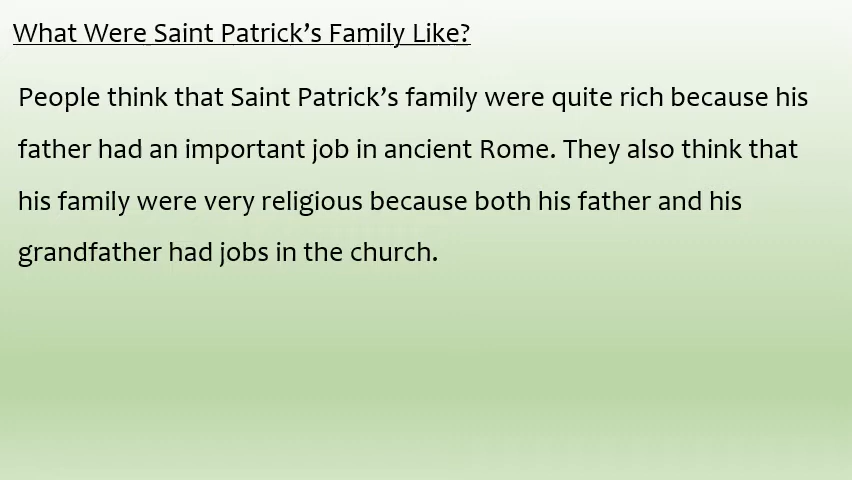 What Were Saint Patrick’s Family Like?
People think that Saint Patrick’s family were quite rich because his
father had an important job in ancient Rome. They also think that
his family were very religious because both his father and his
grandfather had jobs in the church.